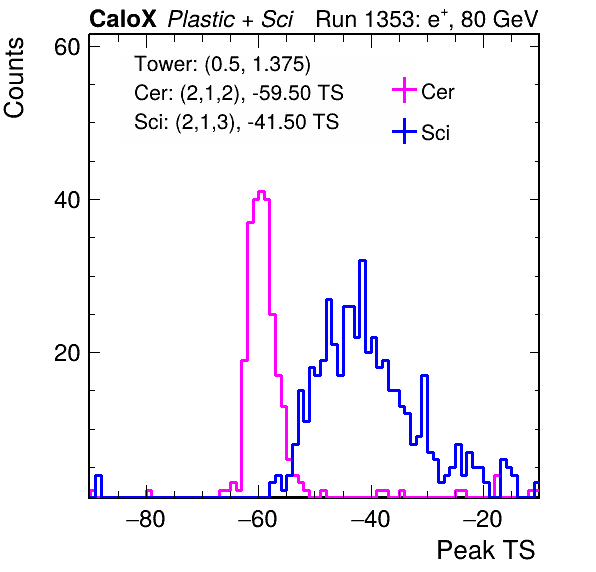 CaloX Plastic + Sci Run 1353: e+, 80 GeV
Counts
60
40
20
Tower: (0.5, 1.375)
Cer: (2,1,2), -59.50 TS
Sci: (2,1,3), -41.50 TS
Cer
Sci
−80 −60 −40 −20
Peak TS